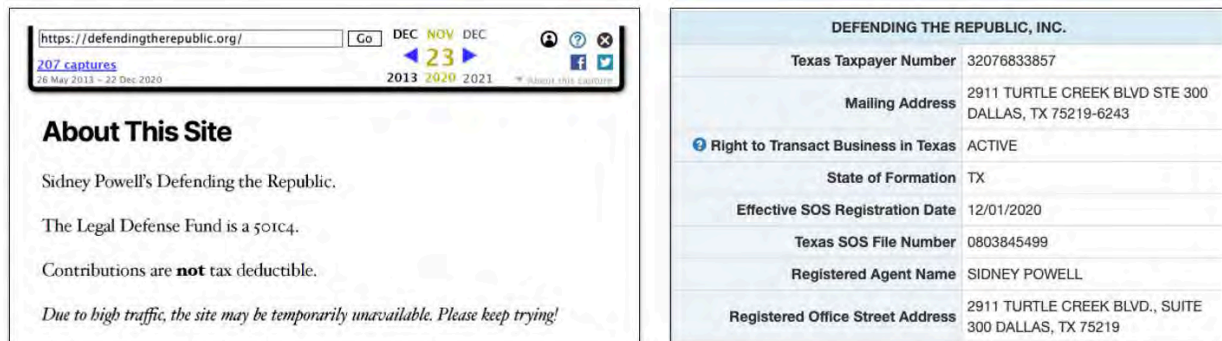 https://defendingtherepublic.org/
Go
DEC NOV DEC
23
2013 2020 2021
207 captures
26 May 2013 – 22 Dec 2020
About this capture
About This Site
Sidney Powell's Defending the Republic.
The Legal Defense Fund is a 501c4.
Contributions are not tax deductible.
Due to high traffic, the site may be temporarily unavailable. Please keep trying!
DEFENDING THE REPUBLIC, INC.
Texas Taxpayer Number 32076833857
Mailing Address 2911 TURTLE CREEK BLVD STE 300
DALLAS, TX 75219-6243
Right to Transact Business in Texas ACTIVE
State of Formation TX
Effective SOS Registration Date 12/01/2020
Texas SOS File Number 0803845499
Registered Agent Name SIDNEY POWELL
Registered Office Street Address 2911 TURTLE CREEK BLVD., SUITE
300 DALLAS, TX 75219